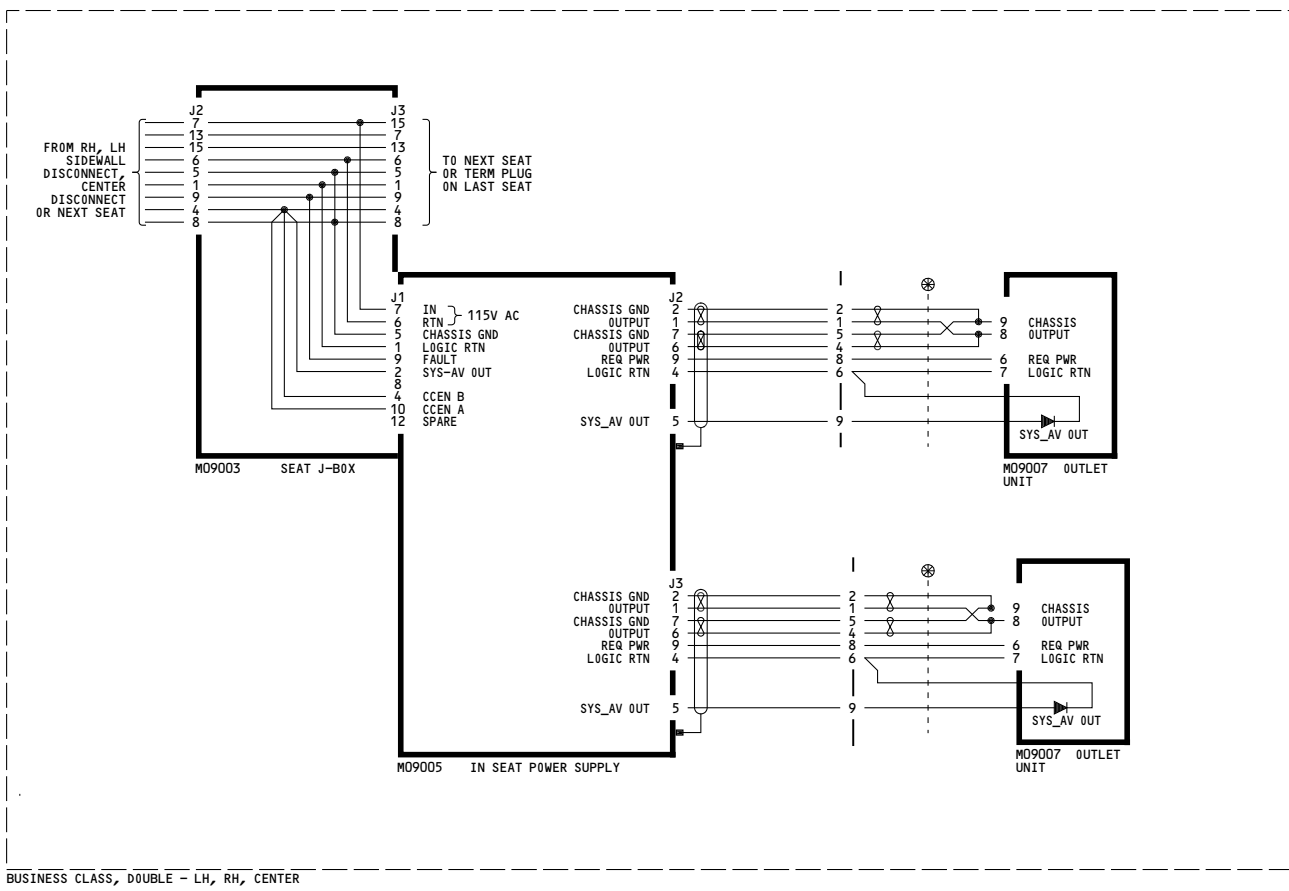 J2 J3
7 15
13 7
15 13
6 6
5 5
1 1
9 9
4 4
8 8
FROM RH, LH
SIDEWALL
DISCONNECT,
CENTER
DISCONNECT
OR NEXT SEAT
TO NEXT SEAT
OR TERM PLUG
ON LAST SEAT
J1
7 IN
6 RTN
115V AC
5 CHASSIS GND
1 LOGIC RTN
9 FAULT
2 SYS-AV OUT
8
4 CCEN B
10 CCEN A
12 SPARE
M09003 SEAT J-BOX
J2
CHASSIS GND 2 2
OUTPUT 1 1 9 CHASSIS
CHASSIS GND 7 5 8 OUTPUT
OUTPUT 6 4
REQ PWR 9 8 6 REQ PWR
LOGIC RTN 4 6 7 LOGIC RTN
SYS_AV OUT 5 9
SYS_AV OUT
M09007 OUTLET
UNIT
J3
CHASSIS GND 2 2
OUTPUT 1 1 9 CHASSIS
CHASSIS GND 7 5 8 OUTPUT
OUTPUT 6 4
REQ PWR 9 8 6 REQ PWR
LOGIC RTN 4 6 7 LOGIC RTN
SYS_AV OUT 5 9
SYS_AV OUT
M09007 OUTLET
UNIT
M09005 IN SEAT POWER SUPPLY
BUSINESS CLASS, DOUBLE - LH, RH, CENTER